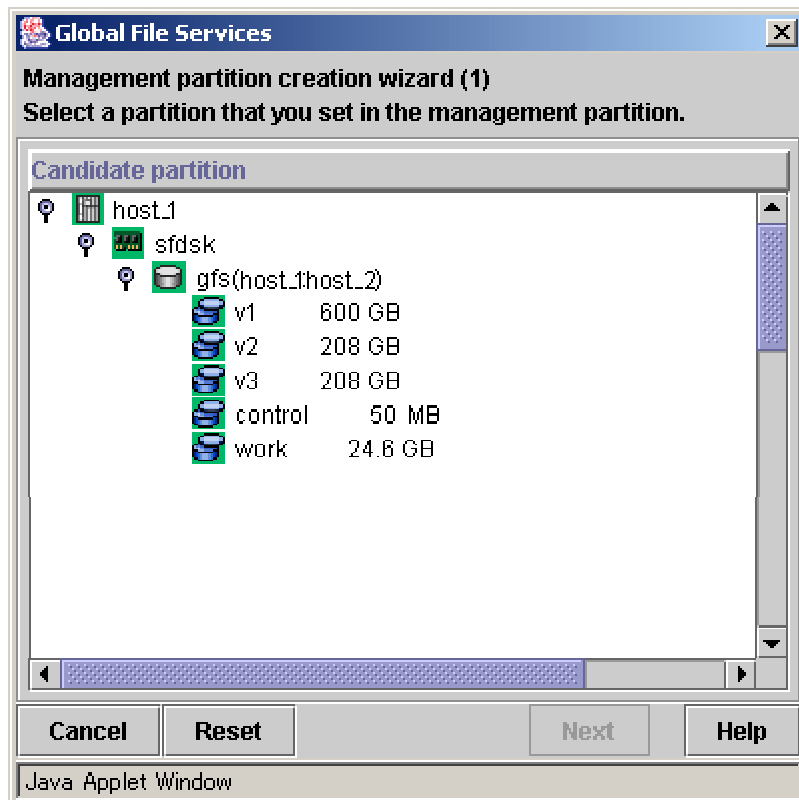 Global File Services
Management partition creation wizard (1)
Select a partition that you set in the management partition.
Candidate partition
host_1
sfdsk
gfs(host_1:host_2)
v1 600 GB
v2 208 GB
v3 208 GB
control 50 MB
work 24.6 GB
Cancel Reset Next Help
Java Applet Window